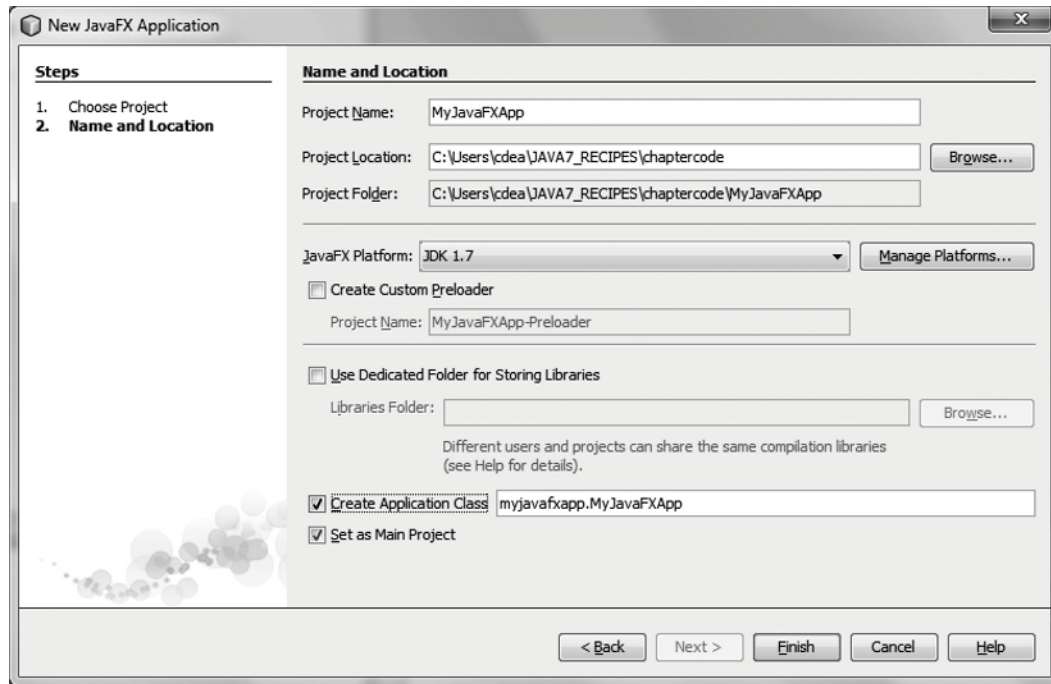 New JavaFX Application
Steps
1. Choose Project
2. Name and Location
Name and Location
Project Name: MyJavaFXApp
Project Location: C:\Users\cdea\JAVA7_RECIPES\chaptercode Browse...
Project Folder: C:\Users\cdea\JAVA7_RECIPES\chaptercode\MyJavaFXApp
JavaFX Platform: JDK 1.7 Manage Platforms...
Create Custom Preloader
Project Name: MyJavaFXApp-Preloader
Use Dedicated Folder for Storing Libraries
Libraries Folder: Browse...
Different users and projects can share the same compilation libraries
(see Help for details).
Create Application Class myjavafxapp.MyJavaFXApp
Set as Main Project
< Back Next > Finish Cancel Help